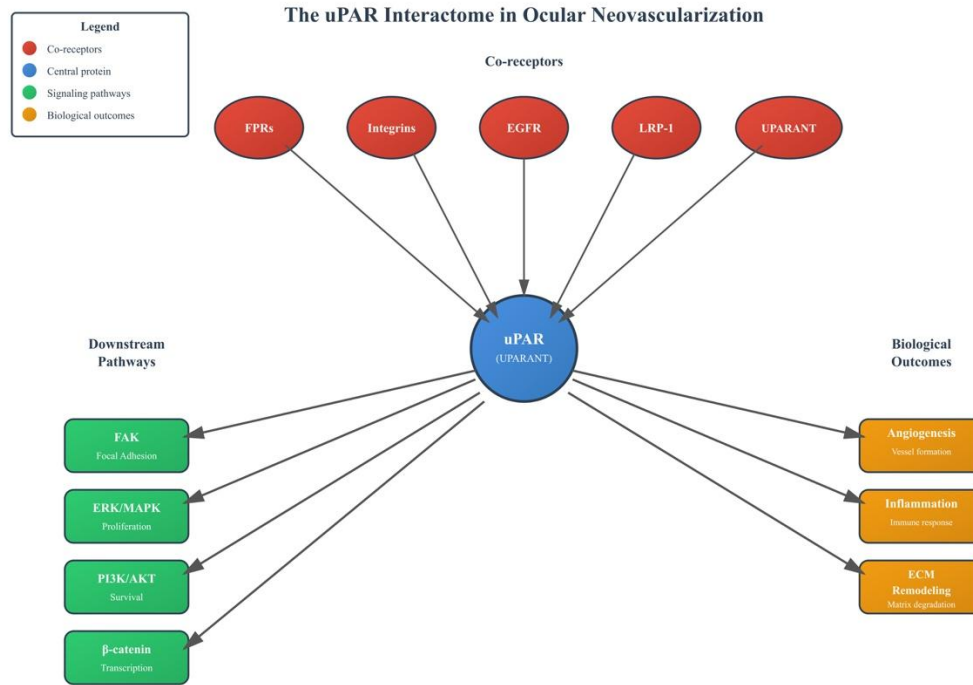 The uPAR Interactome in Ocular Neovascularization
Legend
Co-receptors
Central protein
Signaling pathways
Biological outcomes
Co-receptors
FPRs
Integrins
EGFR
LRP-1
UPARANT
uPAR
(UPARANT)
Downstream
Pathways
FAK
Focal Adhesion
ERK/MAPK
Proliferation
PI3K/AKT
Survival
β-catenin
Transcription
Biological
Outcomes
Angiogenesis
Vessel formation
Inflammation
Immune response
ECM
Remodeling
Matrix degradation